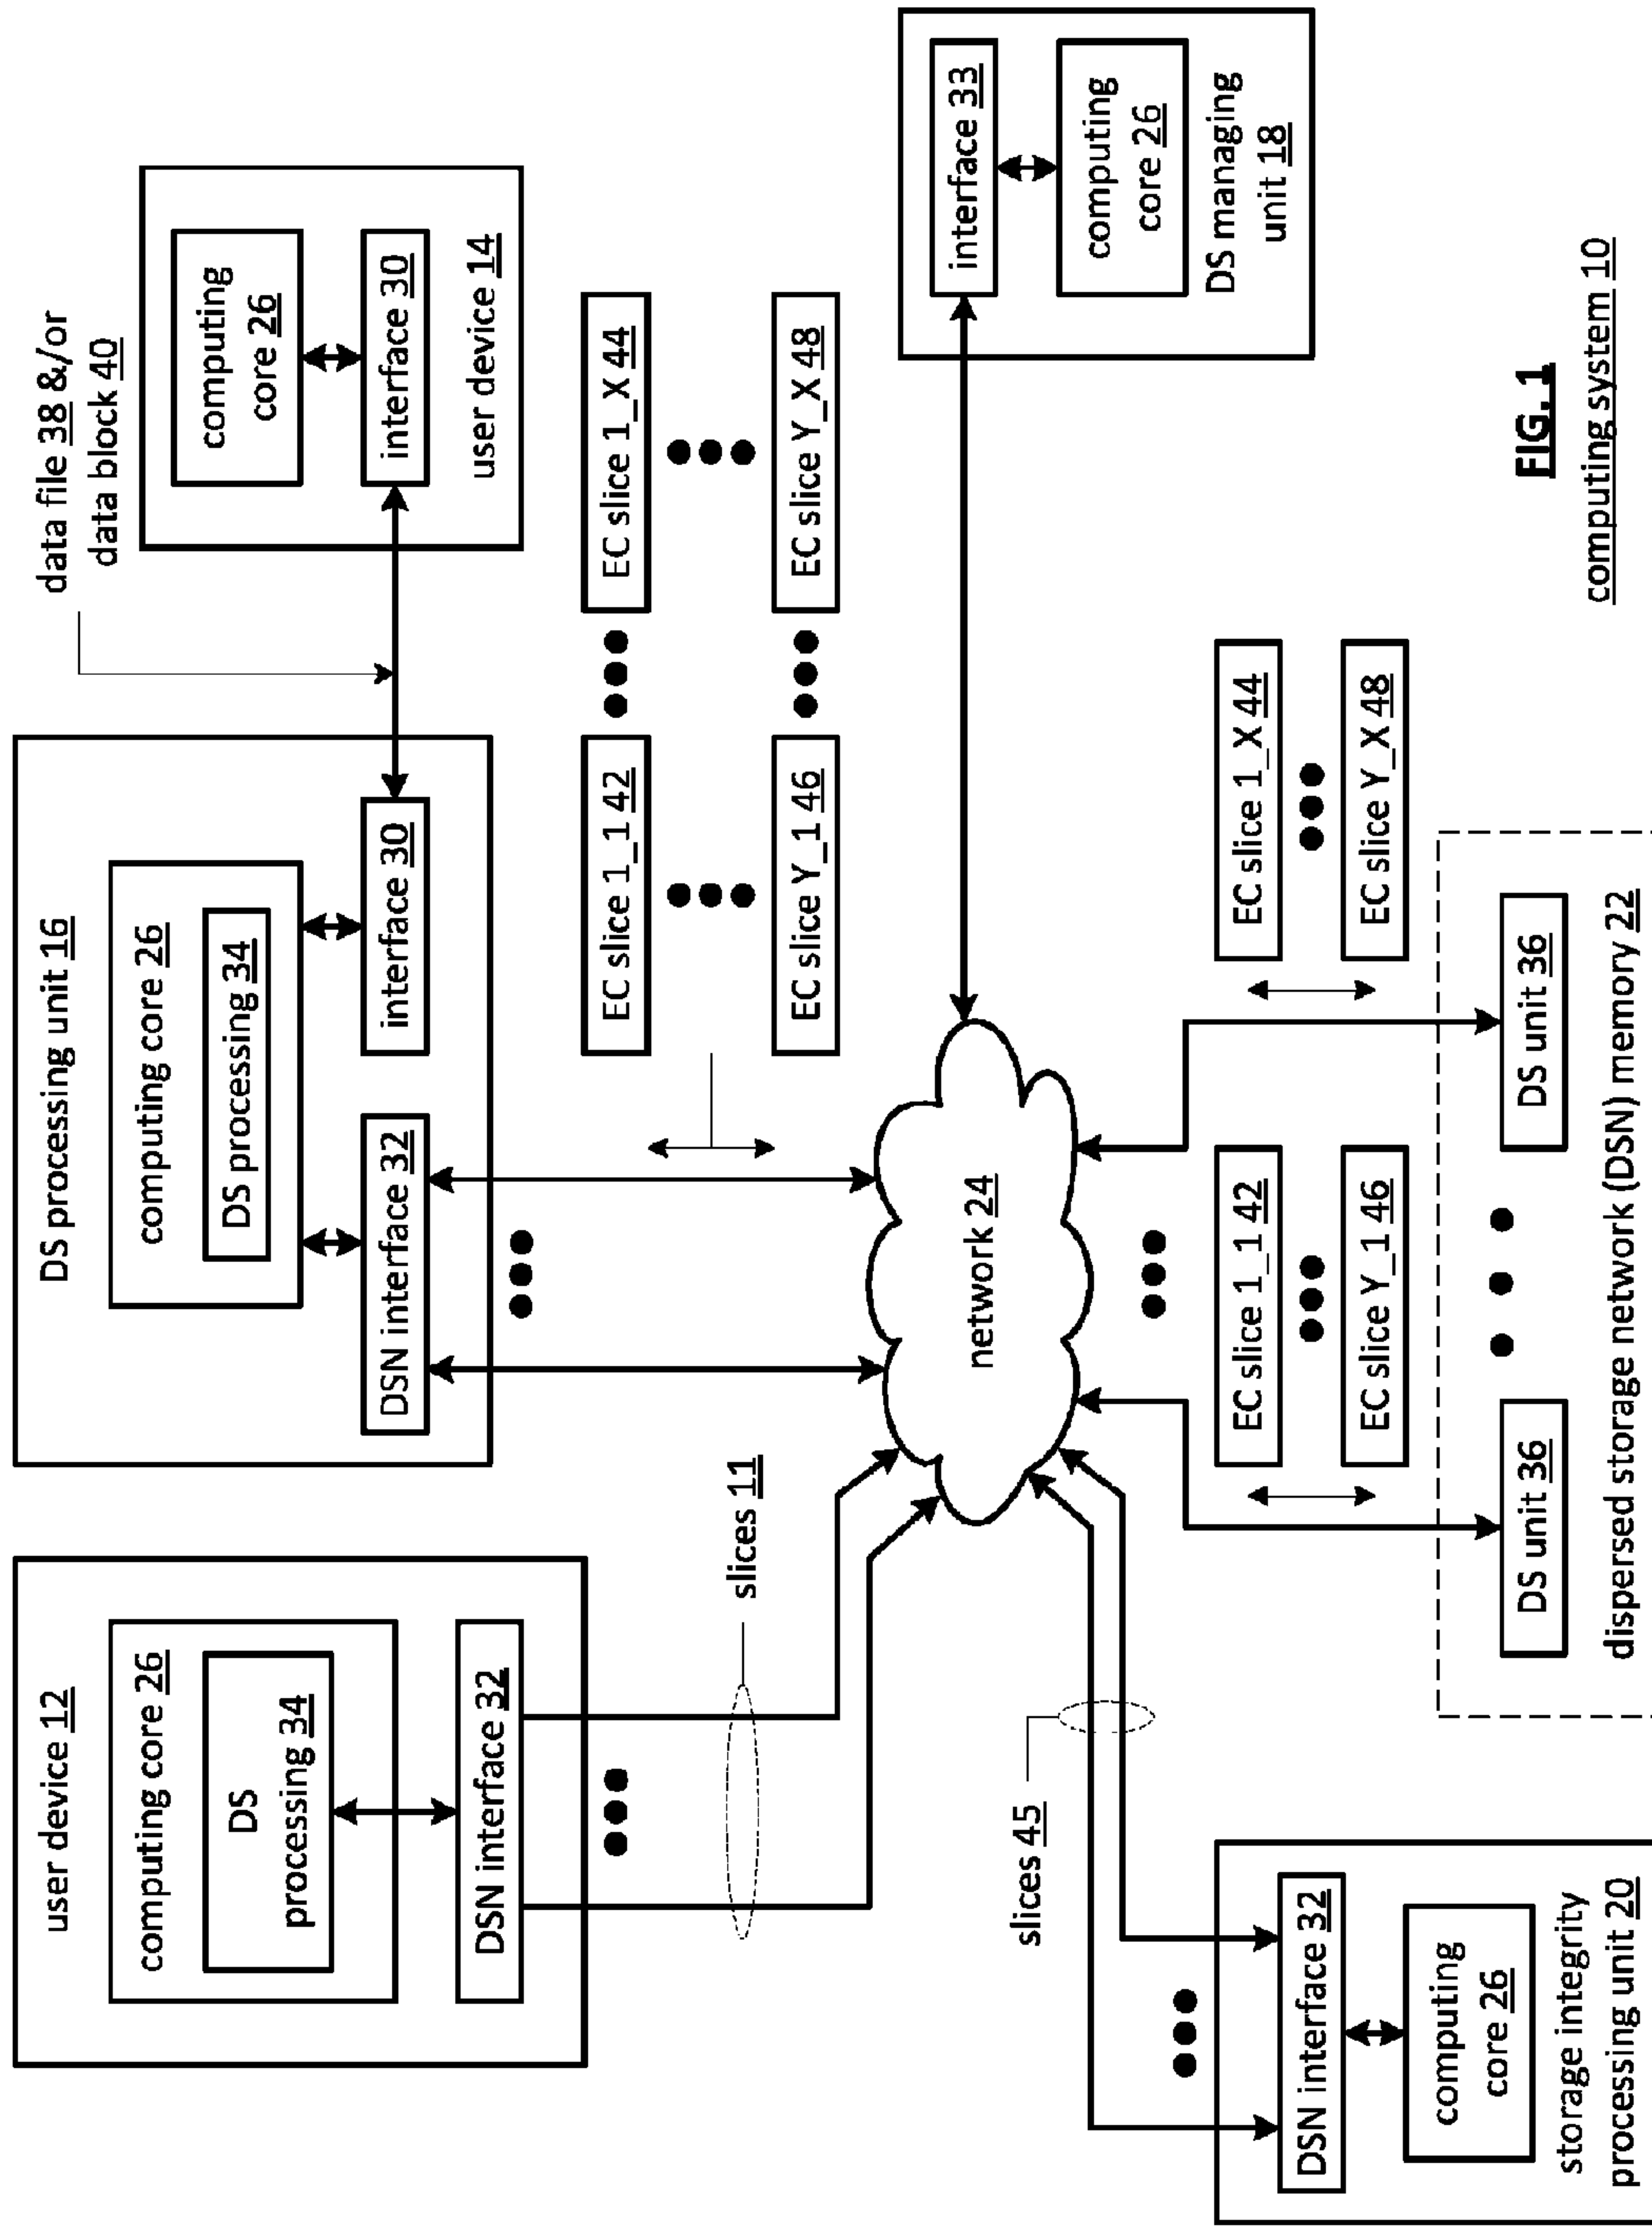 user device 12
computing core 26
DS
processing 34
DSN interface 32
slices 11
DS processing unit 16
computing core 26
DS processing 34
DSN interface 32
interface 30
data file 38 &/or
data block 40
computing
core 26
interface 30
user device 14
EC slice 1_1 42
EC slice 1_X 44
EC slice Y_1 46
EC slice Y_X 48
network 24
interface 33
computing
core 26
DS managing
unit 18
slices 45
DSN interface 32
computing
core 26
storage integrity
processing unit 20
EC slice 1_1 42
EC slice Y_1 46
EC slice 1_X 44
EC slice Y_X 48
DS unit 36
DS unit 36
dispersed storage network (DSN) memory 22
FIG. 1
computing system 10